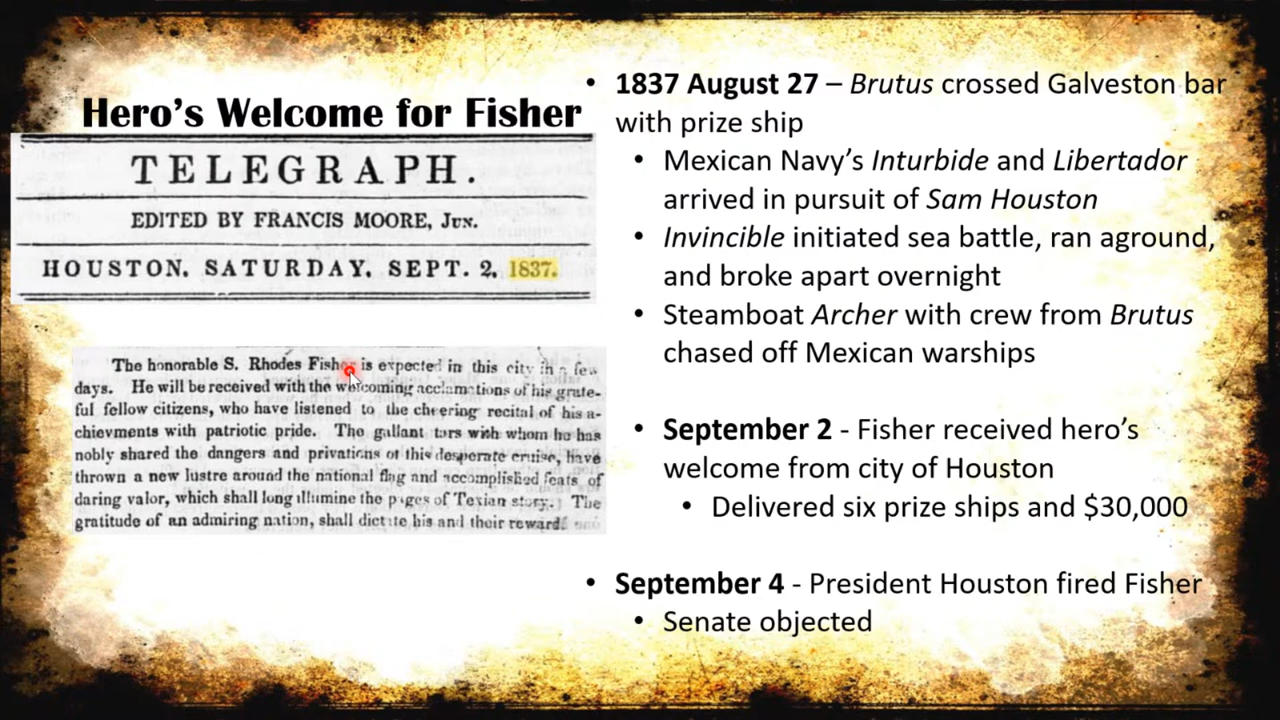 Hero's Welcome for Fisher
TELEGRAPH.
EDITED BY FRANCIS MOORE, Jun.
HOUSTON, SATURDAY, SEPT. 2, 1837.
The honorable S. Rhodes Fisher is expected in this city in a few
days. He will be received with the welcoming acclamations of his grate-
ful fellow citizens, who have listened to the cheering recital of his a-
chievments with patriotic pride. The gallant tars with whom he has
nobly shared the dangers and privations of this desperate cruise, have
thrown a new lustre around the national flag and accomplished feats of
daring valor, which shall long illumine the pages of Texian story. The
gratitude of an admiring nation, shall dictate his and their reward.
• 1837 August 27 – Brutus crossed Galveston bar
with prize ship
• Mexican Navy's Inturbide and Libertador
arrived in pursuit of Sam Houston
• Invincible initiated sea battle, ran aground,
and broke apart overnight
• Steamboat Archer with crew from Brutus
chased off Mexican warships
• September 2 - Fisher received hero's
welcome from city of Houston
• Delivered six prize ships and $30,000
• September 4 - President Houston fired Fisher
• Senate objected